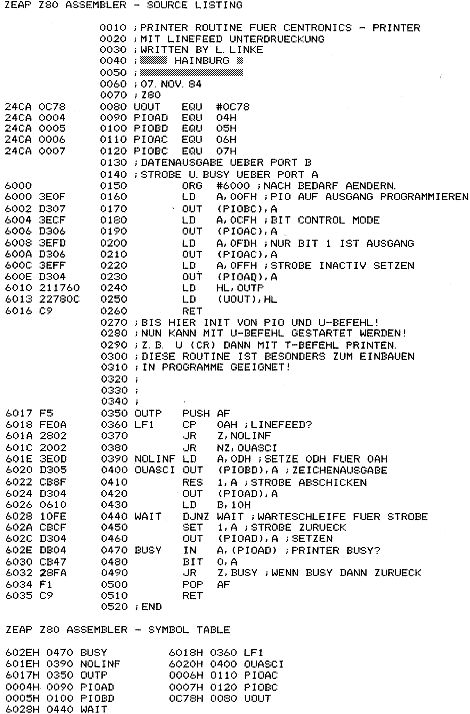 ZEAP Z80 ASSEMBLER - SOURCE LISTING
0010 ;PRINTER ROUTINE FUER CENTRONICS - PRINTER
0020 ;MIT LINEFEED UNTERDRUECKUNG
0030 ;WRITTEN BY L. LINKE
0040 ; HAINBURG
0050 ;
0060 ;07. NOV. 84
0070 ;Z80
24CA 0C78 0080 UOUT EQU #0C78
24CA 0004 0090 PIOAD EQU 04H
24CA 0005 0100 PIOBD EQU 05H
24CA 0006 0110 PIOAC EQU 06H
24CA 0007 0120 PIOBC EQU 07H
0130 ;DATENAUSGABE UEBER PORT B
0140 ;STROBE U. BUSY UEBER PORT A
6000 0150 ORG #6000 ;NACH BEDARF AENDERN.
6000 3E0F 0160 LD A,00FH ;PIO AUF AUSGANG PROGRAMMIEREN
6002 D307 0170 OUT (PIOBC),A
6004 3ECF 0180 LD A,0CFH ;BIT CONTROL MODE
6006 D306 0190 OUT (PIOAC),A
6008 3EFD 0200 LD A,0FDH ;NUR BIT 1 IST AUSGANG
600A D306 0210 OUT (PIOAC),A
600C 3EFF 0220 LD A,0FFH ;STROBE INACTIV SETZEN
600E D304 0230 OUT (PIOAD),A
6010 211760 0240 LD HL,OUTP
6013 22780C 0250 LD (UOUT),HL
6016 C9 0260 RET
0270 ;BIS HIER INIT VON PIO UND U-BEFEHL!
0280 ;NUN KANN MIT U-BEFEHL GESTARTET WERDEN!
0290 ;Z.B. U (CR) DANN MIT T-BEFEHL PRINTEN.
0300 ;DIESE ROUTINE IST BESONDERS ZUM EINBAUEN
0310 ;IN PROGRAMME GEEIGNET!
0320 ;
0330 ;
0340 ;
6017 F5 0350 OUTP PUSH AF
6018 FE0A 0360 LF1 CP 0AH ;LINEFEED?
601A 2802 0370 JR Z,NOLINF
601C 2002 0380 JR NZ,OUASCI
601E 3E0D 0390 NOLINF LD A,0DH ;SETZE 0DH FUER 0AH
6020 D305 0400 OUASCI OUT (PIOBD),A ;ZEICHENAUSGABE
6022 CB8F 0410 RES 1,A ;STROBE ABSCHICKEN
6024 D304 0420 OUT (PIOAD),A
6026 0610 0430 LD B,10H
6028 10FE 0440 WAIT DJNZ WAIT ;WARTESCHLEIFE FUER STROBE
602A CBCF 0450 SET 1,A ;STROBE ZURUECK
602C D304 0460 OUT (PIOAD),A ;SETZEN
602E DB04 0470 BUSY IN A,(PIOAD) ;PRINTER BUSY?
6030 CB47 0480 BIT 0,A
6032 28FA 0490 JR Z,BUSY ;WENN BUSY DANN ZURUECK
6034 F1 0500 POP AF
6035 C9 0510 RET
0520 ;END
ZEAP Z80 ASSEMBLER - SYMBOL TABLE
602EH 0470 BUSY 6018H 0360 LF1
601EH 0390 NOLINF 6020H 0400 OUASCI
6017H 0350 OUTP 0006H 0110 PIOAC
0004H 0090 PIOAD 0007H 0120 PIOBC
0005H 0100 PIOBD 0C78H 0080 UOUT
6028H 0440 WAIT